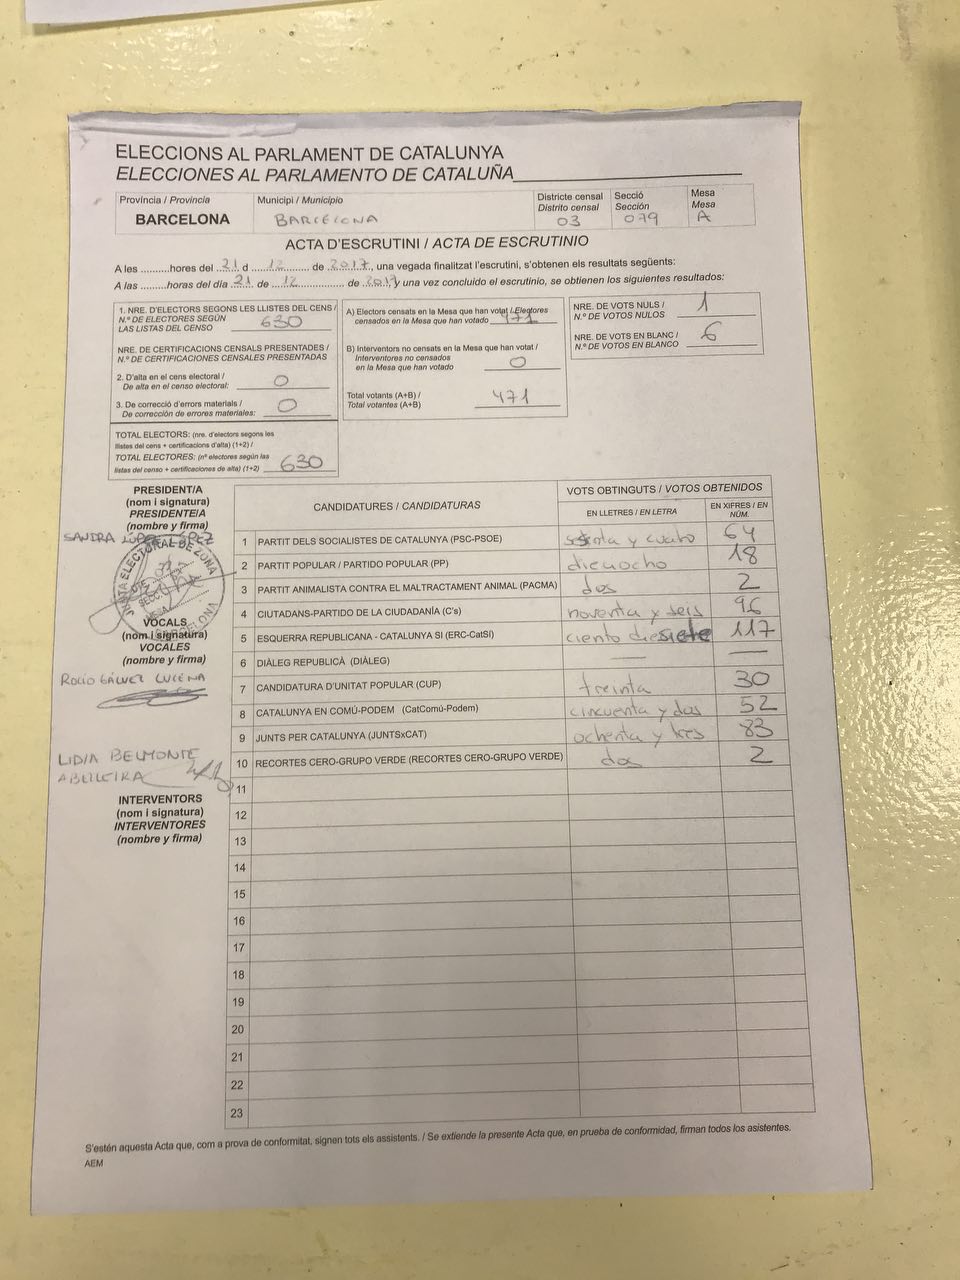 ELECCIONS AL PARLAMENT DE CATALUNYA
ELECCIONES AL PARLAMENTO DE CATALUÑA
Província / Provincia
BARCELONA
Municipi / Municipio
BARCELONA
Districte censal
Distrito censal
03
Secció
Sección
079
Mesa
Mesa
A
ACTA D'ESCRUTINI / ACTA DE ESCRUTINIO
A les ..........hores del 21 d 12 de 2017, una vegada finalitzat l'escrutini, s'obtenen els resultats següents:
A las ..........horas del día 21 de 12 de 2017 y una vez concluido el escrutinio, se obtienen los siguientes resultados:
1. NRE. D'ELECTORS SEGONS LES LLISTES DEL CENS /
N.º DE ELECTORES SEGÚN
LAS LISTAS DEL CENSO 630
NRE. DE CERTIFICACIONS CENSALS PRESENTADES /
N.º DE CERTIFICACIONES CENSALES PRESENTADAS
2. D'alta en el cens electoral /
De alta en el censo electoral: 0
3. De correcció d'errors materials /
De corrección de errores materiales: 0
TOTAL ELECTORS: (nre. d'electors segons les
llistes del cens + certificacions d'alta) (1+2) /
TOTAL ELECTORES: (nº electores según las
listas del censo + certificaciones de alta) (1+2) 630
A) Electors censats en la Mesa que han votat / Electores
censados en la Mesa que han votado 471
B) Interventors no censats en la Mesa que han votat /
Interventores no censados
en la Mesa que han votado 0
Total votants (A+B) /
Total votantes (A+B) 471
NRE. DE VOTS NULS /
N.º DE VOTOS NULOS 1
NRE. DE VOTS EN BLANC /
N.º DE VOTOS EN BLANCO 6
PRESIDENT/A
(nom i signatura)
PRESIDENTE/A
(nombre y firma)
SANDRA
JUNTA ELECTORAL DE ZONA
BARCELONA
VOCALS
(nom i signatura)
VOCALES
(nombre y firma)
ROCÍO GÁLVEZ LUCENA
LIDIA BELMONTE
INTERVENTORS
(nom i signatura)
INTERVENTORES
(nombre y firma)
CANDIDATURES / CANDIDATURAS
VOTS OBTINGUTS / VOTOS OBTENIDOS
EN LLETRES / EN LETRA
EN XIFRES / EN NÚM.
1 PARTIT DELS SOCIALISTES DE CATALUNYA (PSC-PSOE) y cuatro 64
2 PARTIT POPULAR / PARTIDO POPULAR (PP) dieciocho 18
3 PARTIT ANIMALISTA CONTRA EL MALTRACTAMENT ANIMAL (PACMA) dos 2
4 CIUTADANS-PARTIDO DE LA CIUDADANÍA (C's) noventa y seis 96
5 ESQUERRA REPUBLICANA - CATALUNYA SI (ERC-CatSí) ciento diesiete 117
6 DIÀLEG REPUBLICÀ (DIÀLEG) — —
7 CANDIDATURA D'UNITAT POPULAR (CUP) treinta 30
8 CATALUNYA EN COMÚ-PODEM (CatComú-Podem) cincuenta y dos 52
9 JUNTS PER CATALUNYA (JUNTSxCAT) ochenta y tres 83
10 RECORTES CERO-GRUPO VERDE (RECORTES CERO-GRUPO VERDE) dos 2
11
12
13
14
15
16
17
18
19
20
21
22
23
S'estén aquesta Acta que, com a prova de conformitat, signen tots els assistents. / Se extiende la presente Acta que, en prueba de conformidad, firman todos los asistentes.
AEM